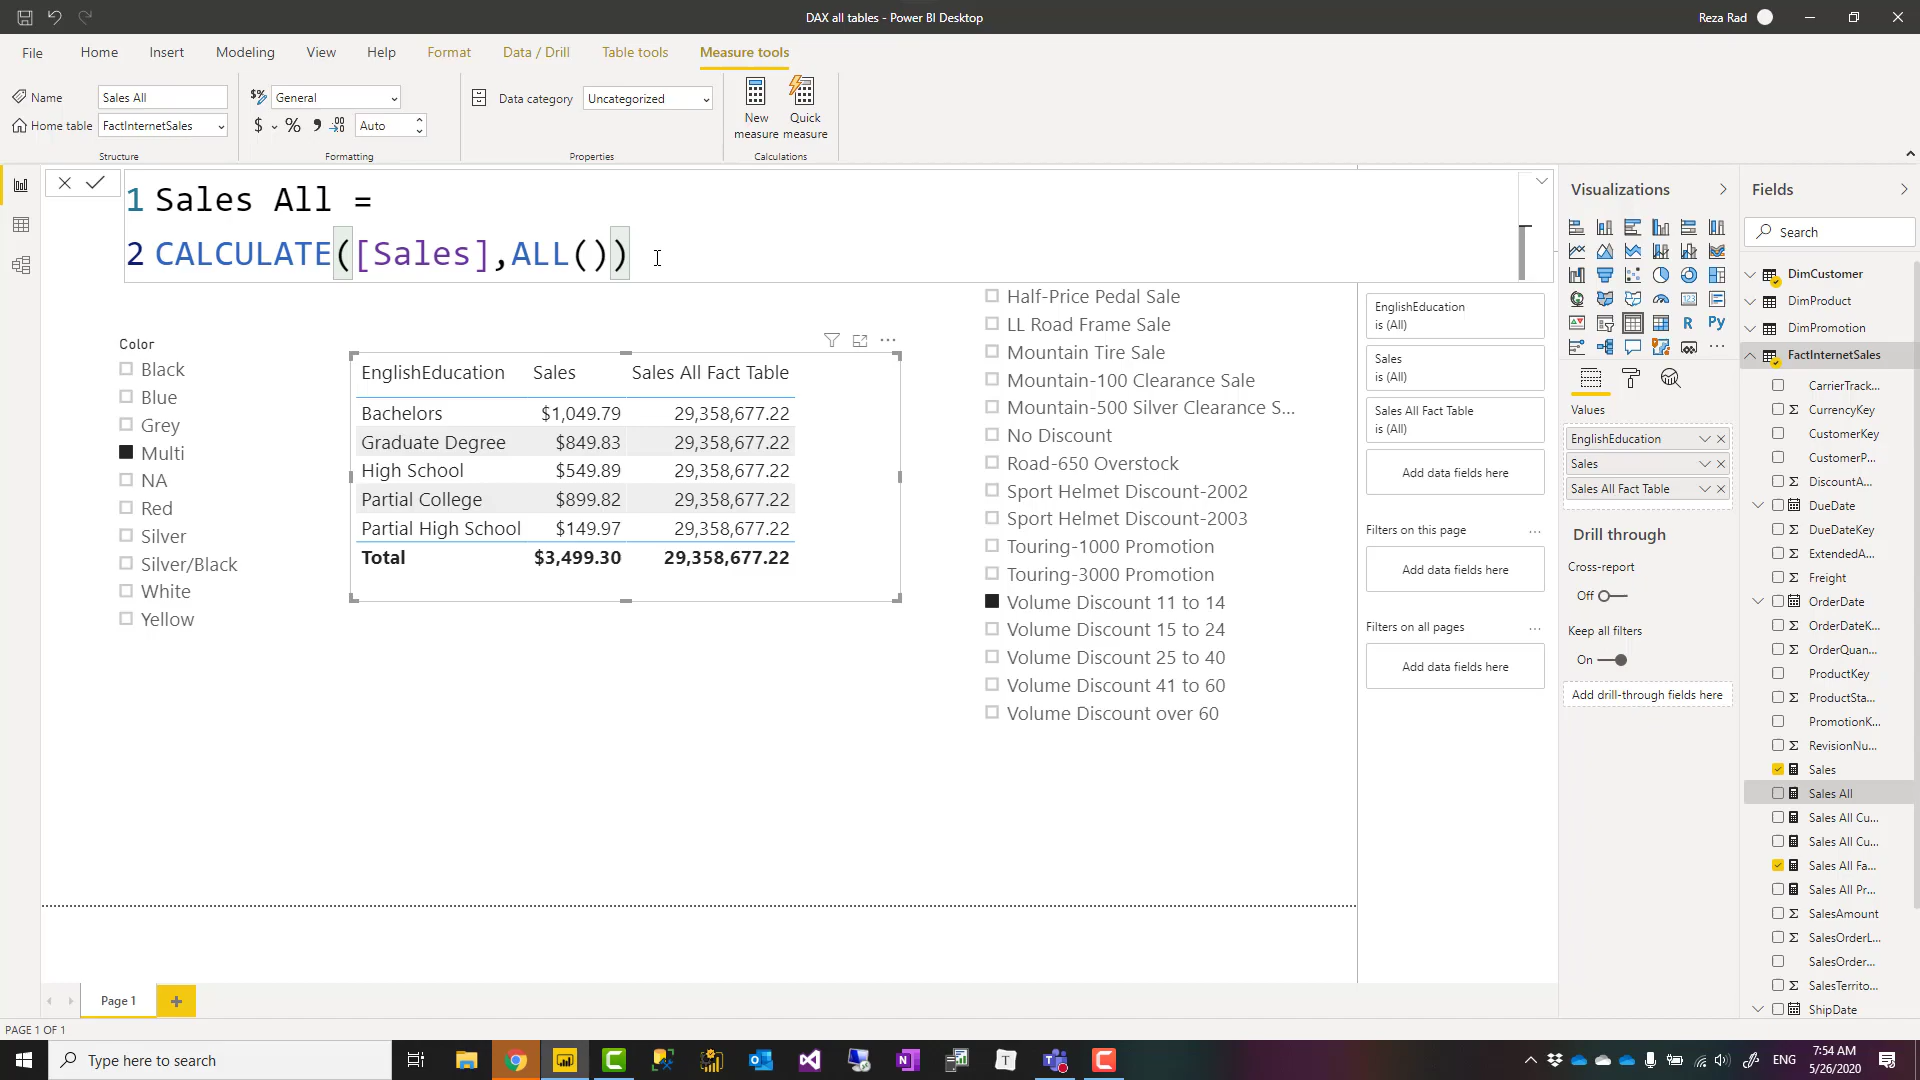 DAX all tables - Power BI Desktop
Reza Rad
File Home Insert Modeling View Help Format Data / Drill Table tools Measure tools
Name Sales All
Home table FactInternetSales
Structure
General
$ % Auto
Formatting
Data category Uncategorized
Properties
New measure
Quick measure
Calculations
1 Sales All =
2 CALCULATE([Sales],ALL())
Color
Black
Blue
Grey
Multi
NA
Red
Silver
Silver/Black
White
Yellow
EnglishEducation Sales Sales All Fact Table
Bachelors $1,049.79 29,358,677.22
Graduate Degree $849.83 29,358,677.22
High School $549.89 29,358,677.22
Partial College $899.82 29,358,677.22
Partial High School $149.97 29,358,677.22
Total $3,499.30 29,358,677.22
Half-Price Pedal Sale
LL Road Frame Sale
Mountain Tire Sale
Mountain-100 Clearance Sale
Mountain-500 Silver Clearance S...
No Discount
Road-650 Overstock
Sport Helmet Discount-2002
Sport Helmet Discount-2003
Touring-1000 Promotion
Touring-3000 Promotion
Volume Discount 11 to 14
Volume Discount 15 to 24
Volume Discount 25 to 40
Volume Discount 41 to 60
Volume Discount over 60
EnglishEducation
is (All)
Sales
is (All)
Sales All Fact Table
is (All)
Add data fields here
Filters on this page ...
Add data fields here
Filters on all pages ...
Add data fields here
Visualizations
R Py
Values
EnglishEducation
Sales
Sales All Fact Table
Drill through
Cross-report
Off
Keep all filters
On
Add drill-through fields here
Fields
Search
DimCustomer
DimProduct
DimPromotion
FactInternetSales
CarrierTrack...
CurrencyKey
CustomerKey
CustomerP...
DiscountA...
DueDate
DueDateKey
ExtendedA...
Freight
OrderDate
OrderDateK...
OrderQuan...
ProductKey
ProductSta...
PromotionK...
RevisionNu...
Sales
Sales All
Sales All Cu...
Sales All Cu...
Sales All Fa...
Sales All Pr...
SalesAmount
SalesOrderL...
SalesOrder...
SalesTerrito...
ShipDate
Page 1
PAGE 1 OF 1
Type here to search
ENG
7:54 AM
5/26/2020